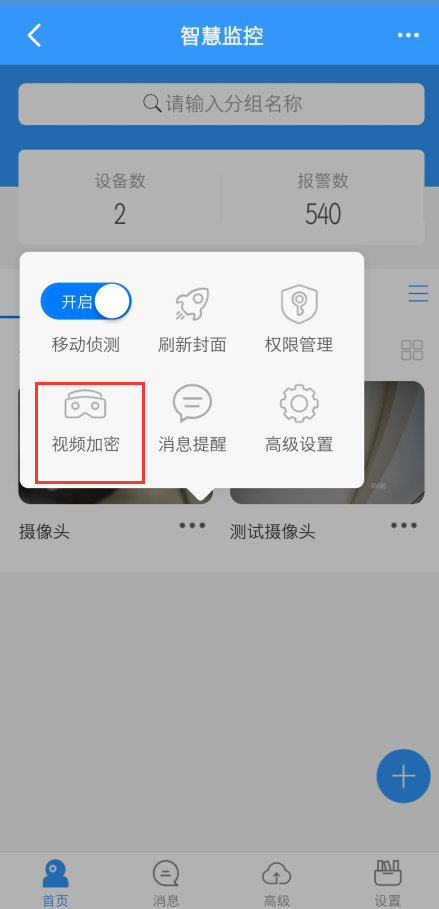 智慧监控
请输入分组名称
设备数
报警数
2
540
开启
移动侦测
刷新封面
权限管理
视频加密
消息提醒
高级设置
摄像头
测试摄像头
首页
消息
高级
设置